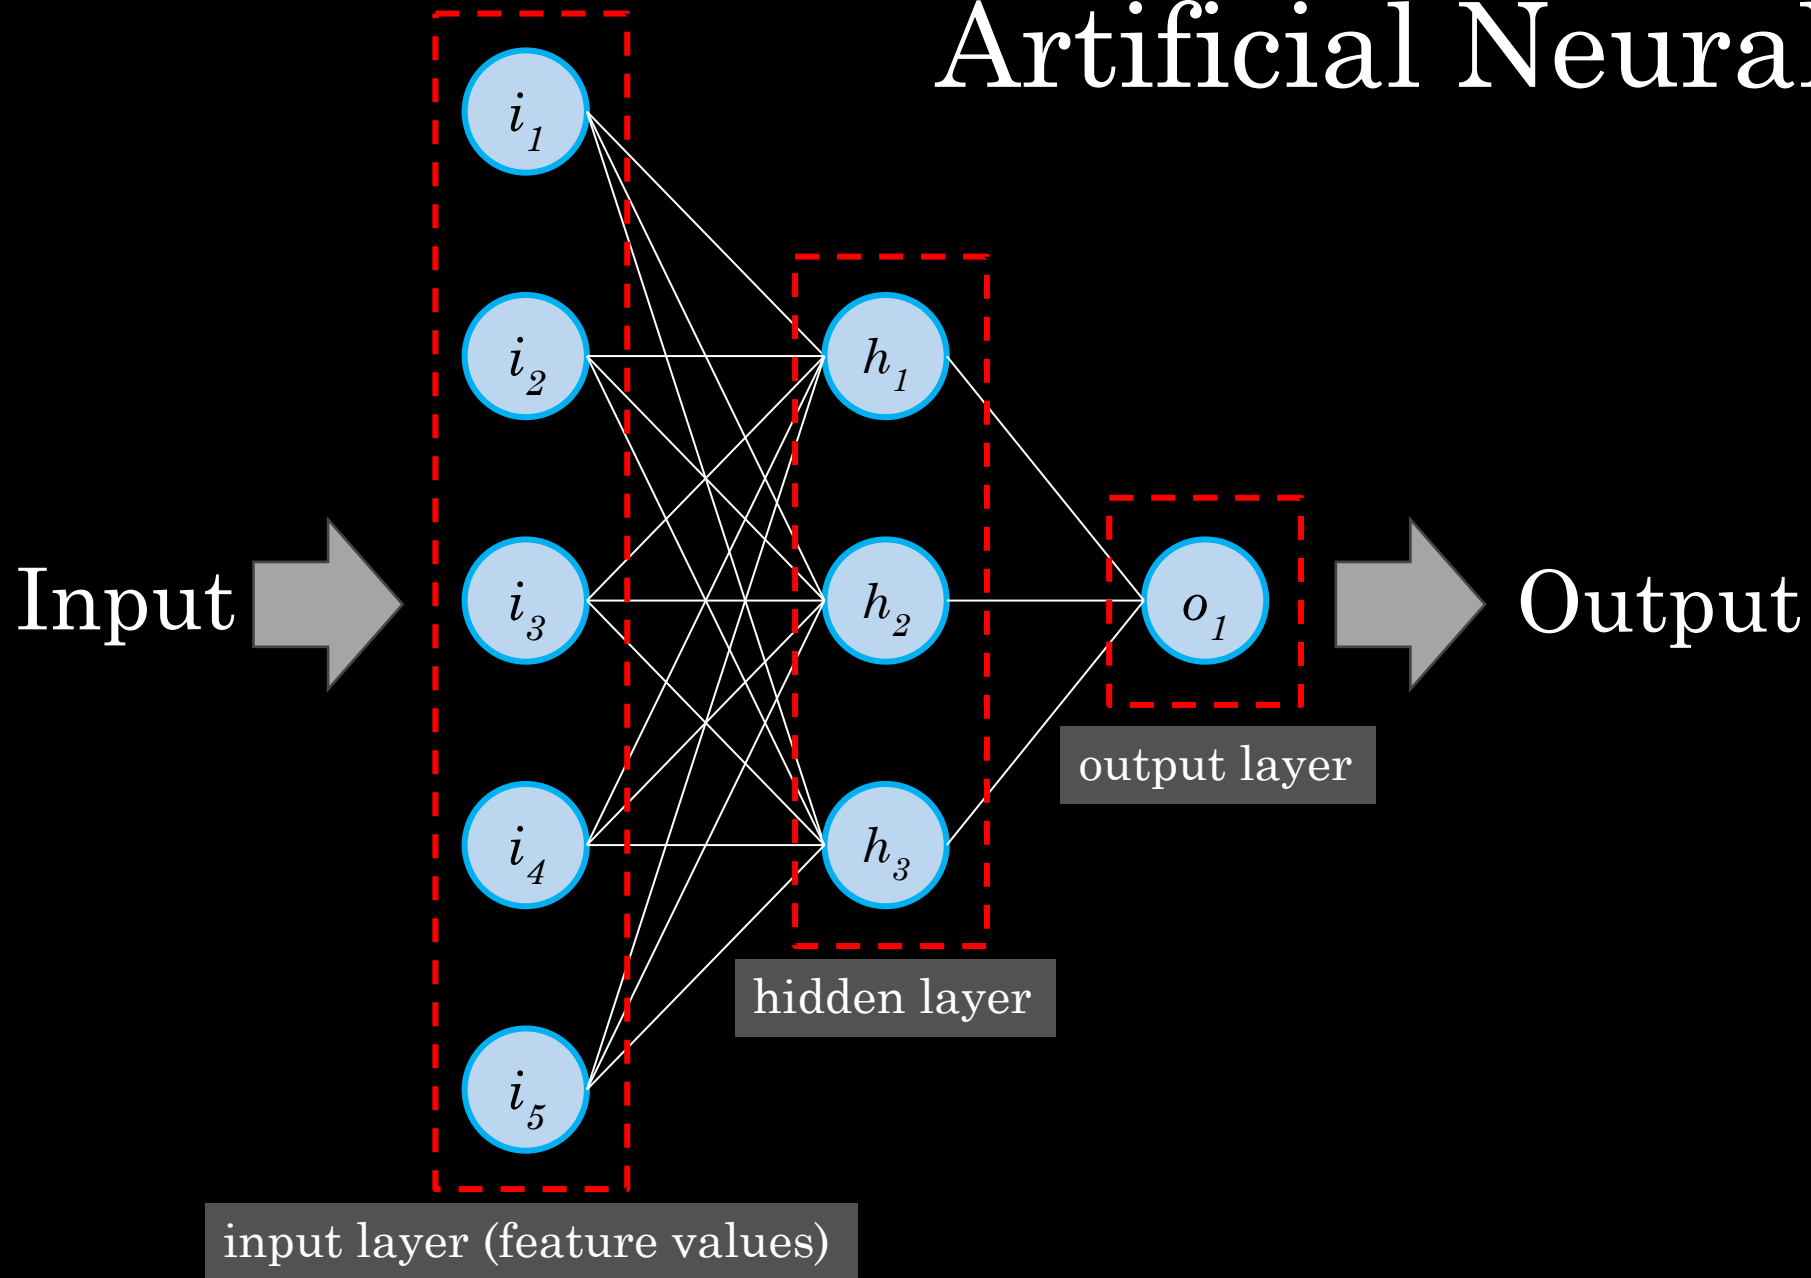 Artificial Neural
i1
i2
i3
i4
i5
h1
h2
h3
o1
Input
Output
output layer
hidden layer
input layer (feature values)